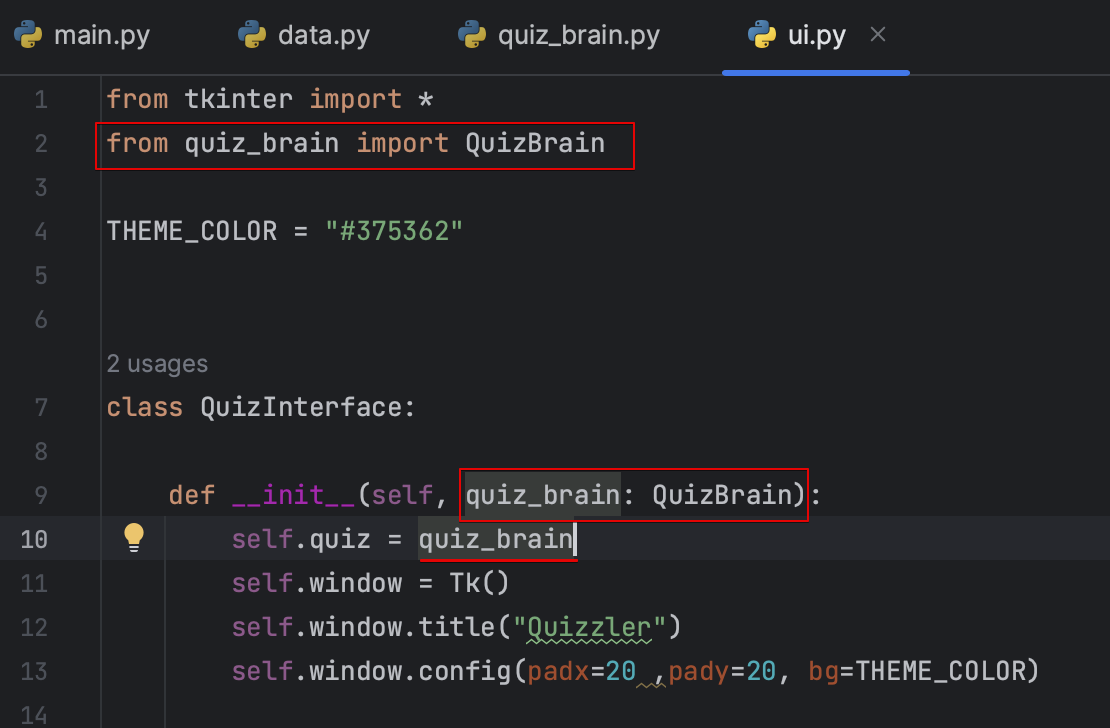 main.py data.py quiz_brain.py ui.py
1 from tkinter import *
2 from quiz_brain import QuizBrain
3
4 THEME_COLOR = "#375362"
5
6
2 usages
7 class QuizInterface:
8
9 def __init__(self, quiz_brain: QuizBrain):
10 self.quiz = quiz_brain
11 self.window = Tk()
12 self.window.title("Quizzler")
13 self.window.config(padx=20 ,pady=20, bg=THEME_COLOR)
14